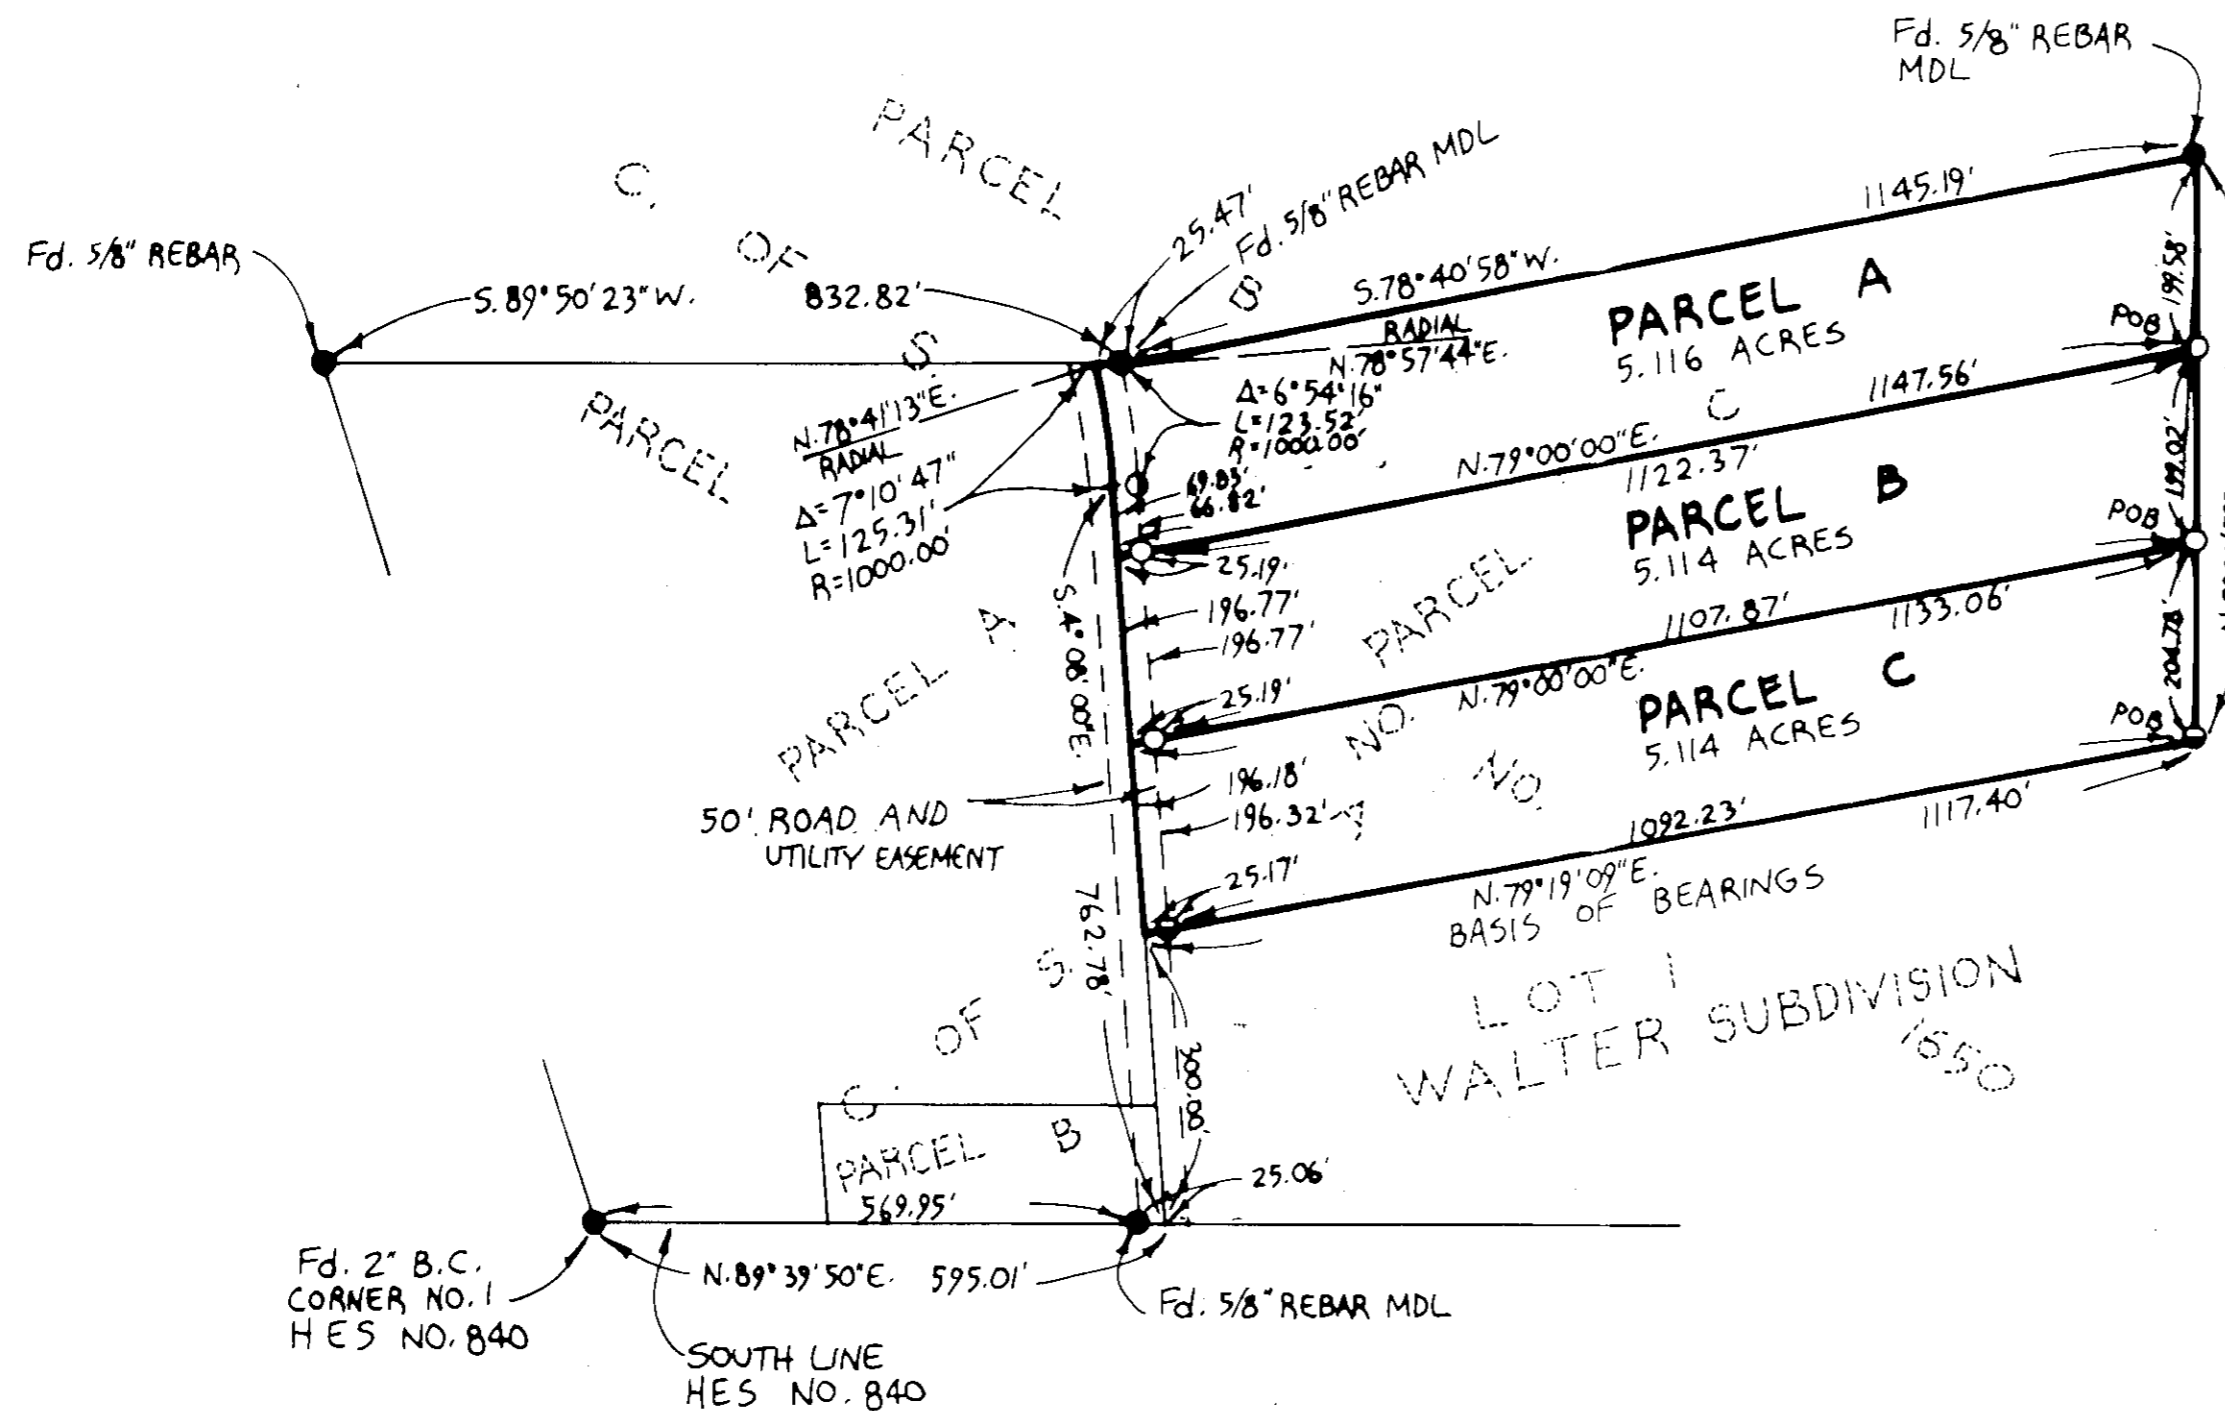 Fd. 5/8" REBAR
MDL
PARCEL
C. OF S.
Fd. 5/8" REBAR
S. 89° 50' 23" W. 832.82'
25.47'
Fd. 5/8" REBAR MDL
B
S. 78° 40' 58" W.
1145.19'
199.58'
PARCEL A
5.116 ACRES
RADIAL
N. 78° 57' 44" E.
Δ= 6° 54' 16"
L= 123.52'
R= 1000.00'
N. 78° 41' 13" E.
RADIAL
Δ= 7° 10' 47"
L= 125.31'
R= 1000.00'
PARCEL
POB
1147.56'
C
N. 79° 00' 00" E.
1122.37'
69.83'
66.82'
PARCEL B
5.114 ACRES
199.02'
POB
25.19'
196.77'
196.77'
PARCEL
PARCEL A
S. 4° 08' 00" E.
762.78'
1107.87'
1133.06'
N. 79° 00' 00" E.
25.19'
PARCEL C
5.114 ACRES
204.78'
POB
NO.
NO.
196.18'
196.32'
50' ROAD AND
UTILITY EASEMENT
1092.23'
1117.40'
25.17'
N. 79° 19' 09" E.
BASIS OF BEARINGS
LOT 1
WALTER SUBDIVISION
1650
C. OF S.
300.08'
PARCEL B
569.95'
25.06'
Fd. 2" B.C.
CORNER NO. 1
HES NO. 840
N. 89° 39' 50" E. 595.01'
Fd. 5/8" REBAR MDL
SOUTH LINE
HES NO. 840